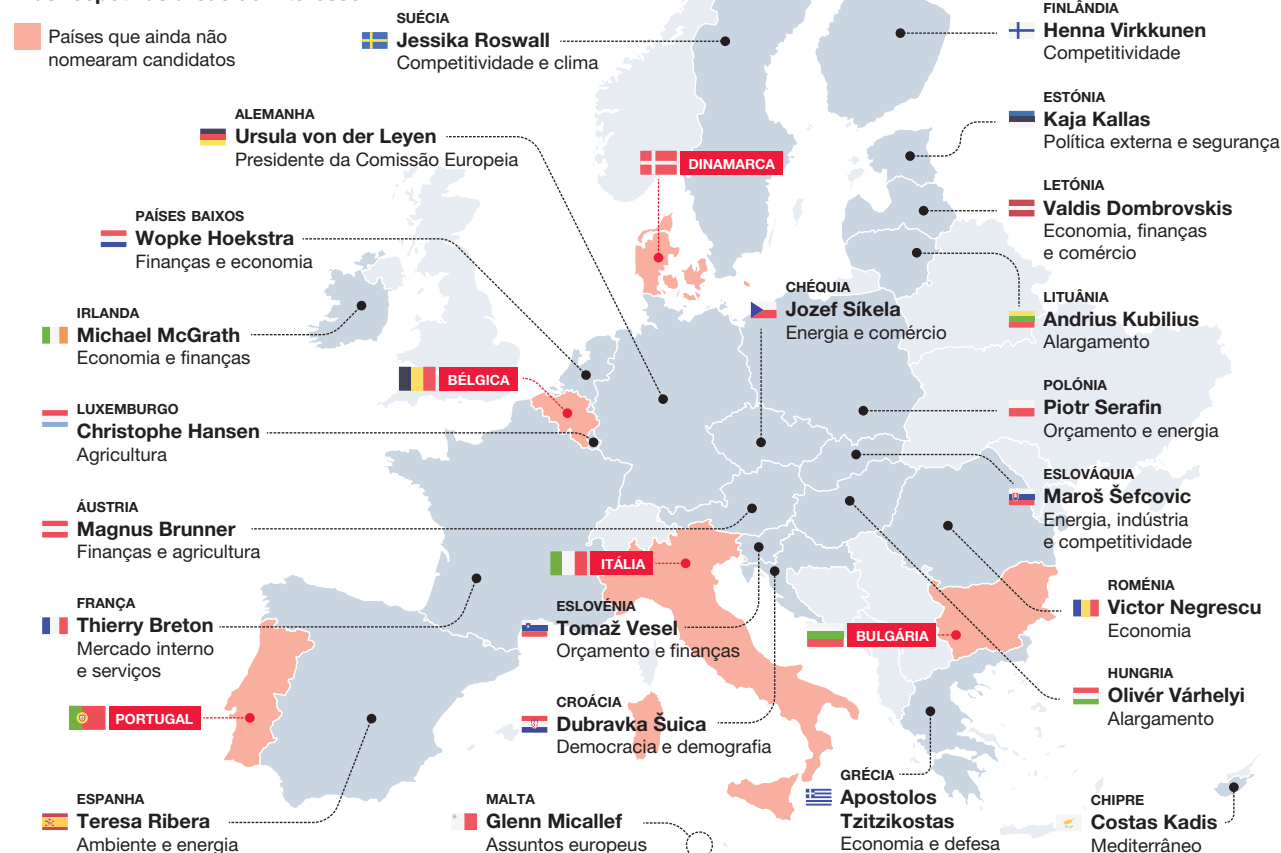 Países que ainda não
nomearam candidatos
SUÉCIA
Jessika Roswall
Competitividade e clima
FINLÂNDIA
Henna Virkkunen
Competitividade
ALEMANHA
Ursula von der Leyen
Presidente da Comissão Europeia
ESTÓNIA
Kaja Kallas
Política externa e segurança
DINAMARCA
LETÓNIA
Valdis Dombrovskis
Economia, finanças
e comércio
PAÍSES BAIXOS
Wopke Hoekstra
Finanças e economia
CHÉQUIA
Jozef Síkela
Energia e comércio
LITUÂNIA
Andrius Kubilius
Alargamento
IRLANDA
Michael McGrath
Economia e finanças
BÉLGICA
POLÓNIA
Piotr Serafin
Orçamento e energia
LUXEMBURGO
Christophe Hansen
Agricultura
ESLOVÁQUIA
Maroš Šefcovic
Energia, indústria
e competitividade
ÁUSTRIA
Magnus Brunner
Finanças e agricultura
ITÁLIA
ROMÉNIA
Victor Negrescu
Economia
FRANÇA
Thierry Breton
Mercado interno
e serviços
ESLOVÉNIA
Tomaž Vesel
Orçamento e finanças
BULGÁRIA
HUNGRIA
Olivér Várhelyi
Alargamento
PORTUGAL
CROÁCIA
Dubravka Šuica
Democracia e demografia
ESPANHA
Teresa Ribera
Ambiente e energia
MALTA
Glenn Micallef
Assuntos europeus
GRÉCIA
Apostolos
Tzitzikostas
Economia e defesa
CHIPRE
Costas Kadis
Mediterrâneo